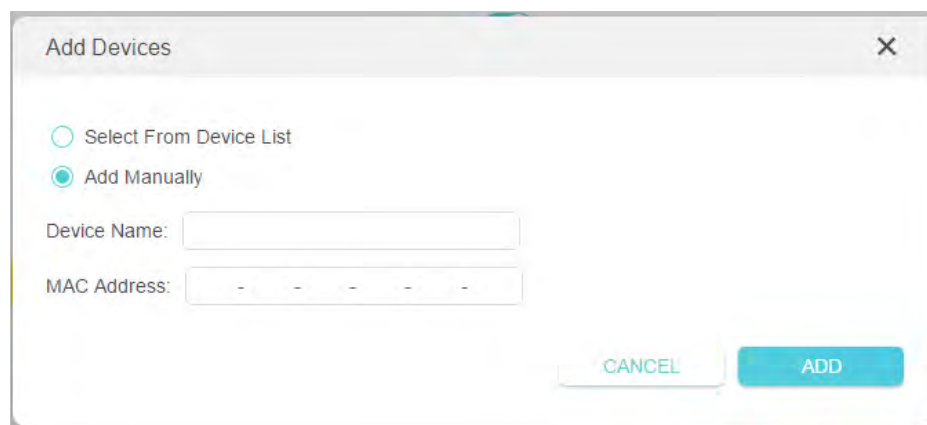 Add Devices
Select From Device List
Add Manually
Device Name:
MAC Address: - - - - -
CANCEL ADD